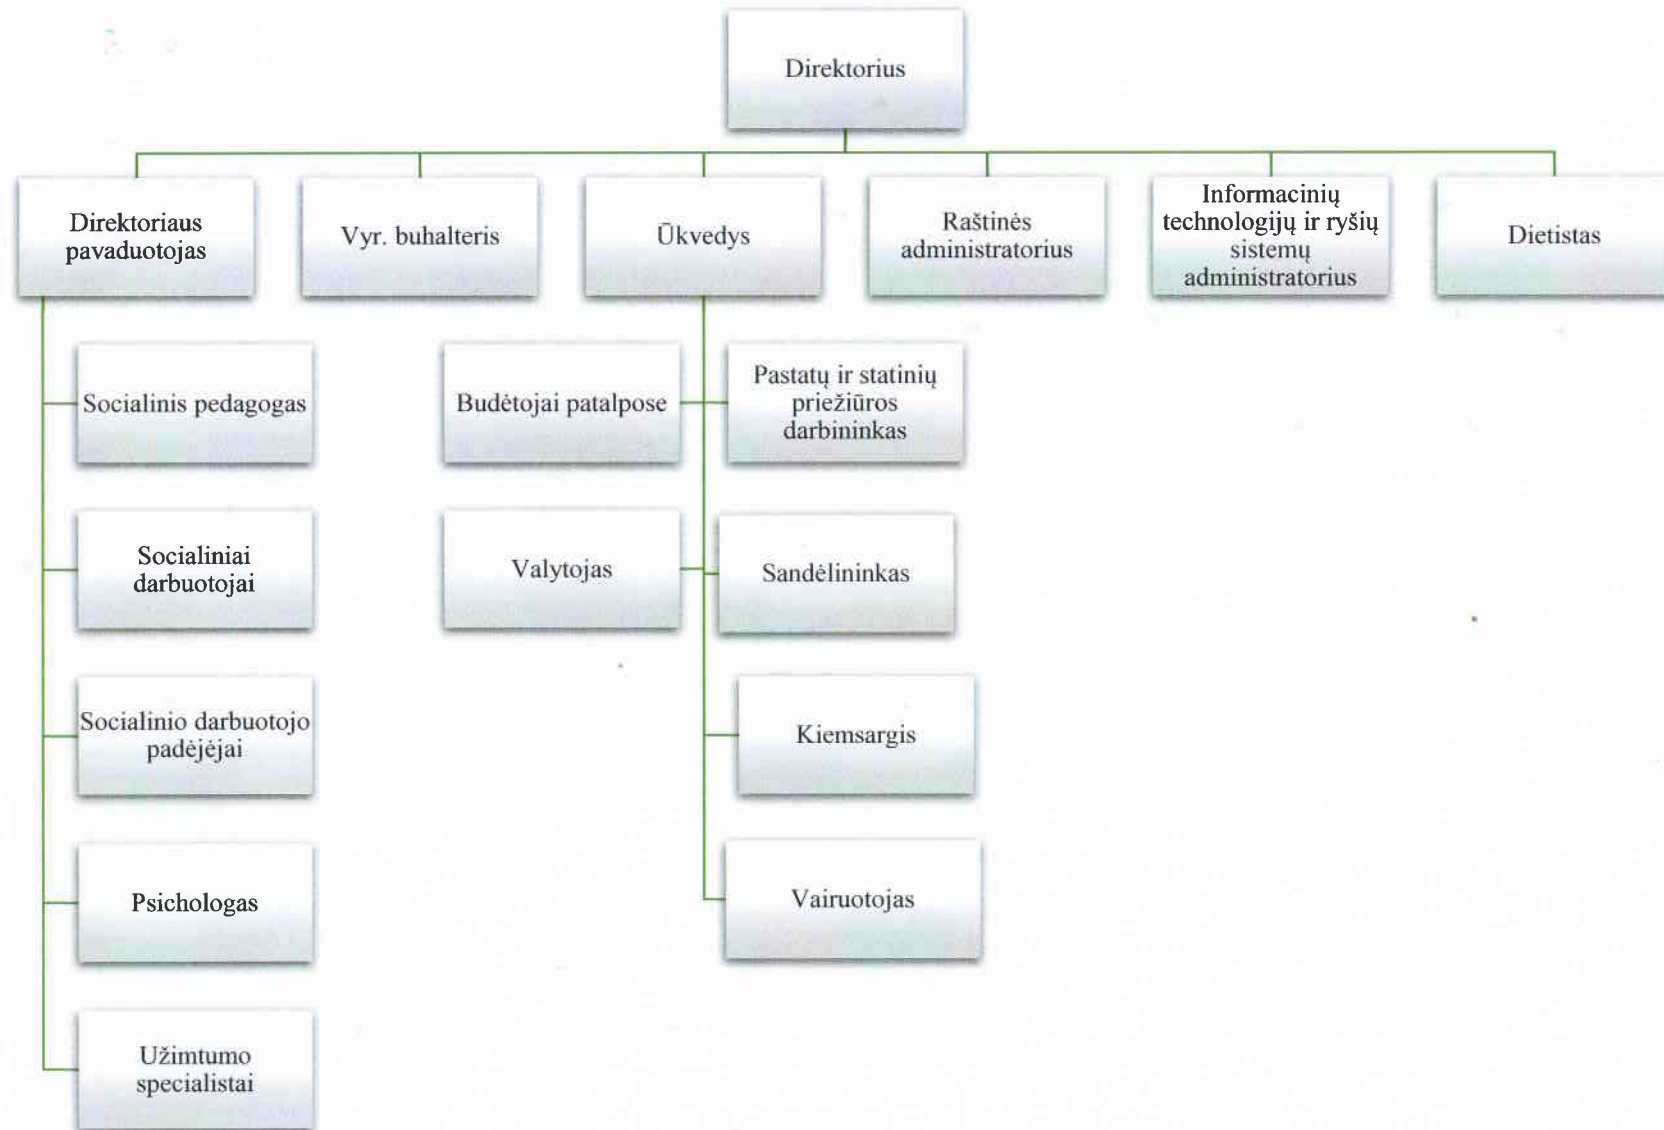 Direktorius
Direktoriaus
pavaduotojas
Vyr. buhalteris
Ūkvedys
Raštinės
administratorius
Informacinių
technologijų ir ryšių
sistemų
administratorius
Dietistas
Socialinis pedagogas
Budėtojai patalpose
Pastatų ir statinių
priežiūros
darbininkas
Socialiniai
darbuotojai
Valytojas
Sandėlininkas
Socialinio darbuotojo
padėjėjai
Kiemsargis
Psichologas
Vairuotojas
Užimtumo
specialistai